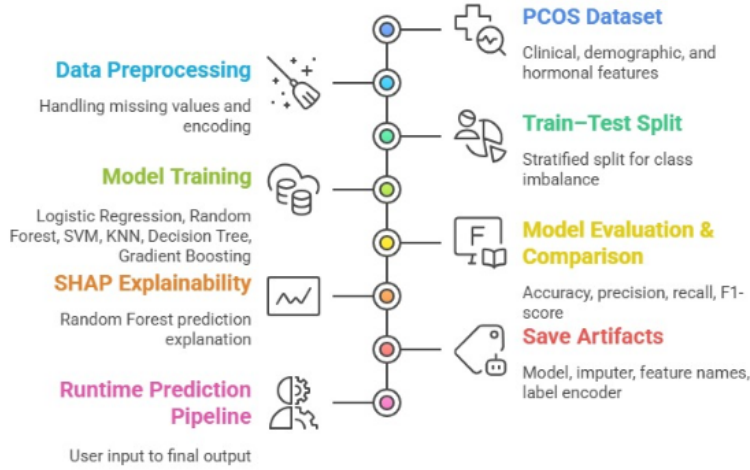 PCOS Dataset
Clinical, demographic, and
hormonal features
Data Preprocessing
Handling missing values and
encoding
Train–Test Split
Stratified split for class
imbalance
Model Training
Logistic Regression, Random
Forest, SVM, KNN, Decision Tree,
Gradient Boosting
F
Model Evaluation &
Comparison
Accuracy, precision, recall, F1-
score
SHAP Explainability
Random Forest prediction
explanation
Save Artifacts
Model, imputer, feature names,
label encoder
Runtime Prediction
Pipeline
User input to final output